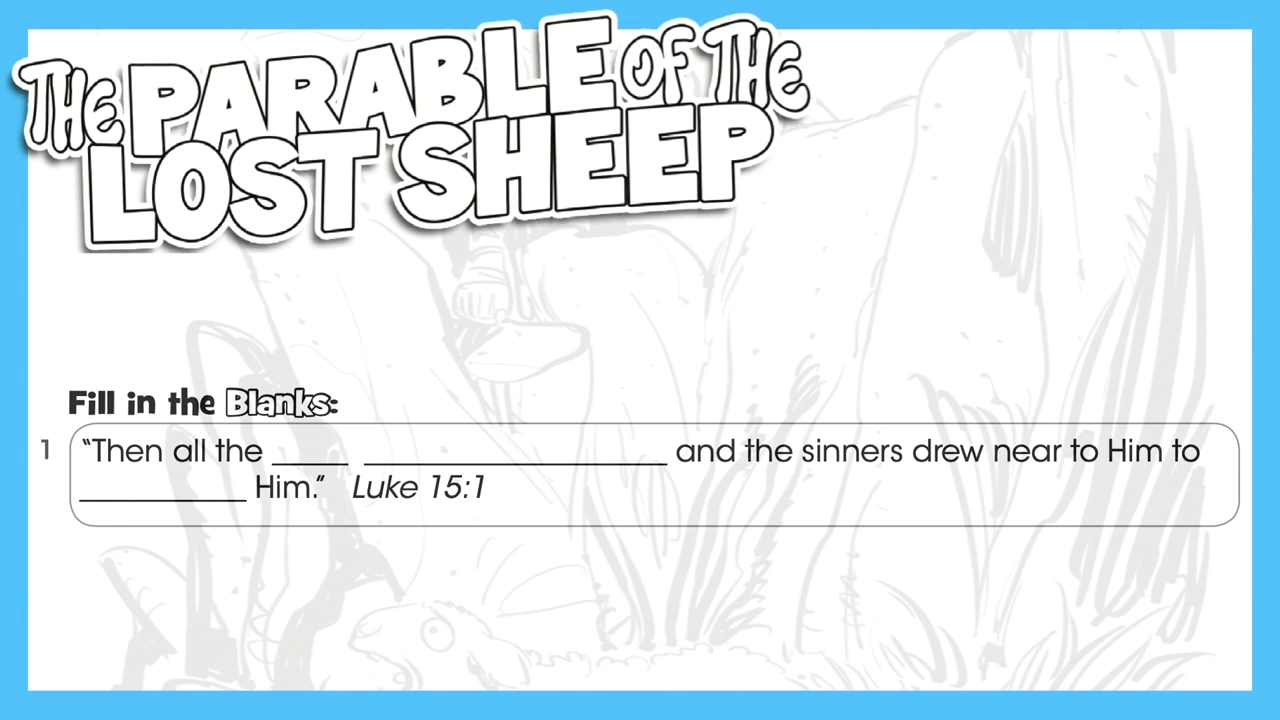 THE PARABLE OF THE
LOST SHEEP
Fill in the Blanks:
1 “Then all the ____ ________________ and the sinners drew near to Him to
_________ Him.” Luke 15:1